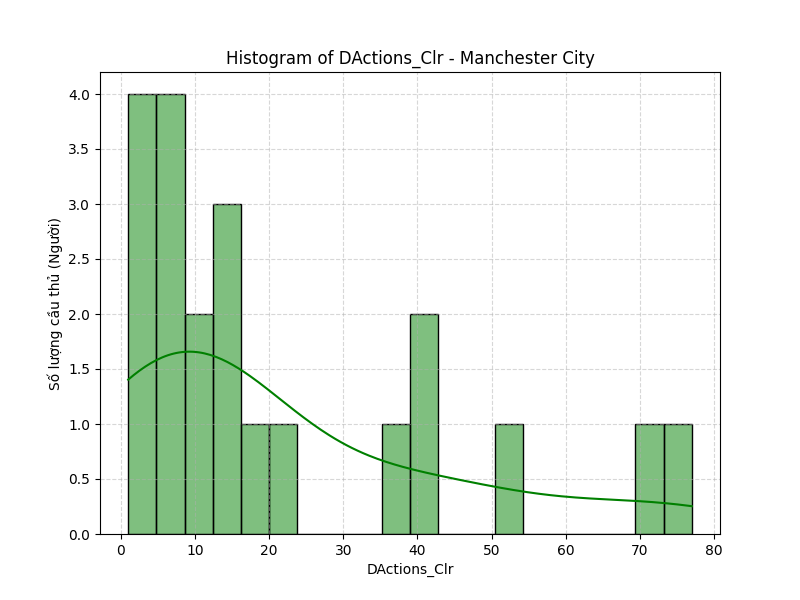 Histogram of DActions_Clr - Manchester City
Số lượng cầu thủ (Người)
4.0
3.5
3.0
2.5
2.0
1.5
1.0
0.5
0.0
0 10 20 30 40 50 60 70 80
DActions_Clr